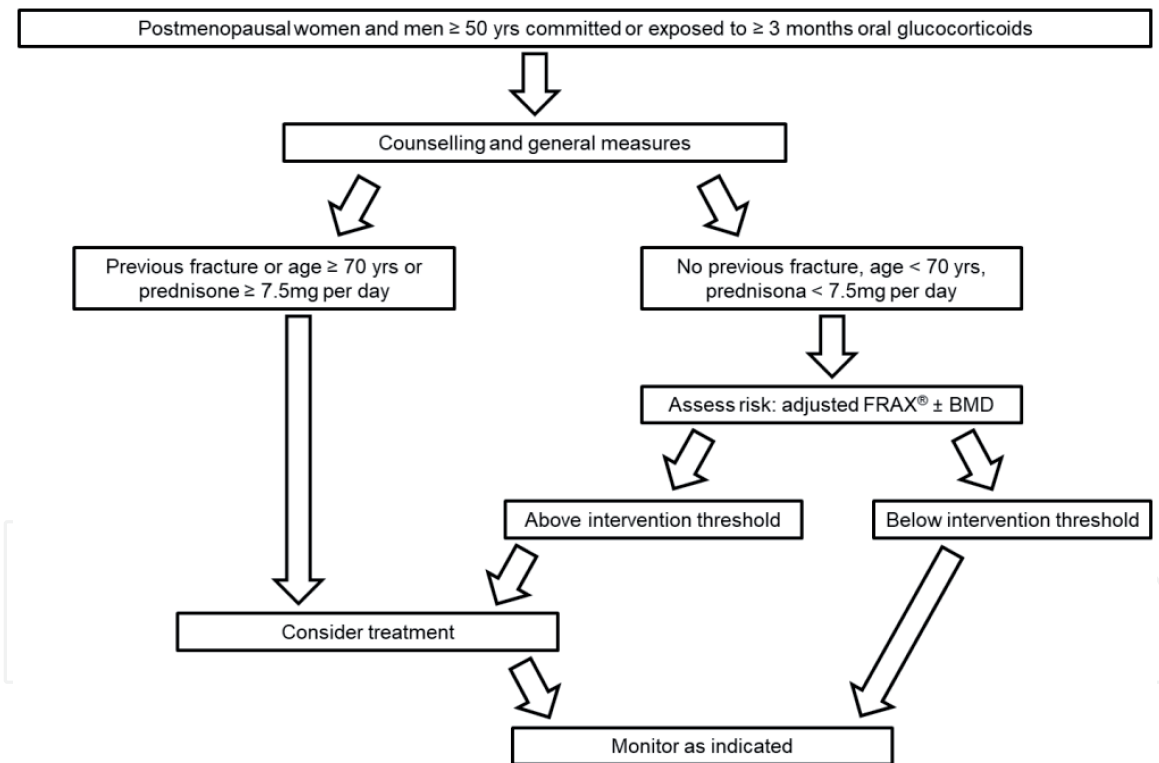 Postmenopausal women and men ≥ 50 yrs committed or exposed to ≥ 3 months oral glucocorticoids
Counselling and general measures
Previous fracture or age ≥ 70 yrs or
prednisone ≥ 7.5mg per day
No previous fracture, age < 70 yrs,
prednisona < 7.5mg per day
Assess risk: adjusted FRAX® ± BMD
Above intervention threshold
Below intervention threshold
Consider treatment
Monitor as indicated